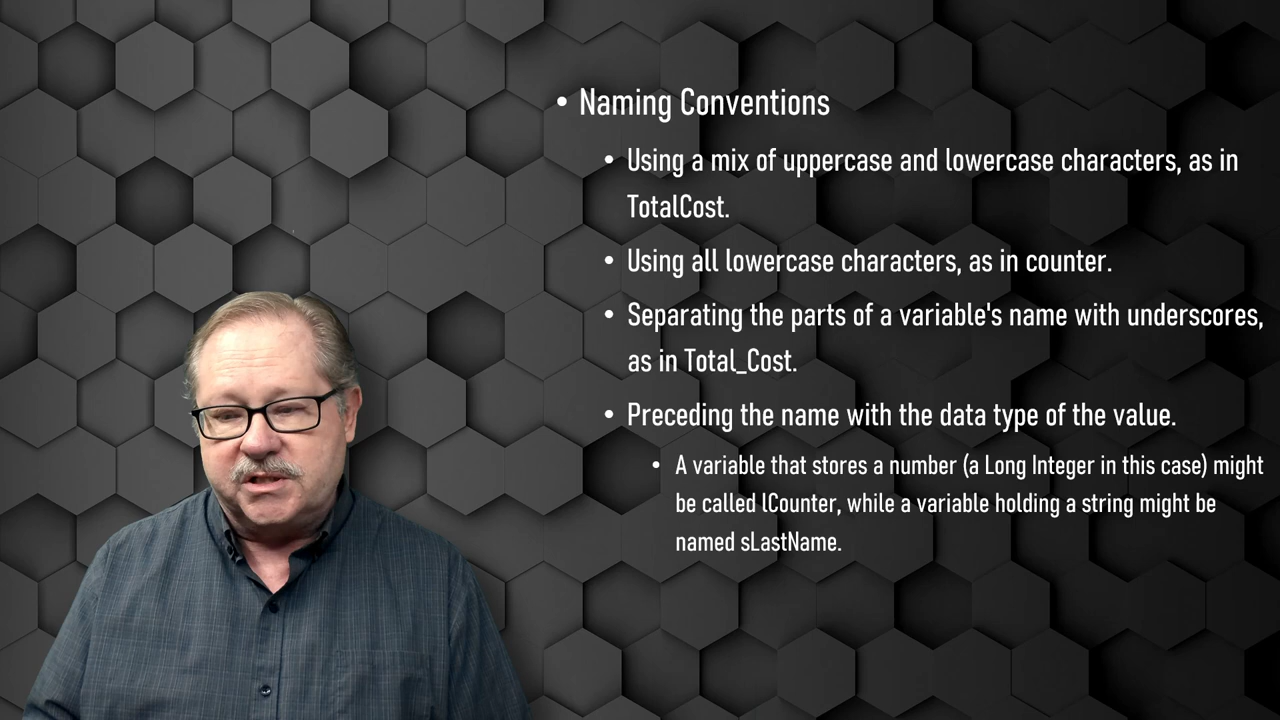 • Naming Conventions
• Using a mix of uppercase and lowercase characters, as in
TotalCost.
• Using all lowercase characters, as in counter.
• Separating the parts of a variable's name with underscores,
as in Total_Cost.
• Preceding the name with the data type of the value.
• A variable that stores a number (a Long Integer in this case) might
be called lCounter, while a variable holding a string might be
named sLastName.